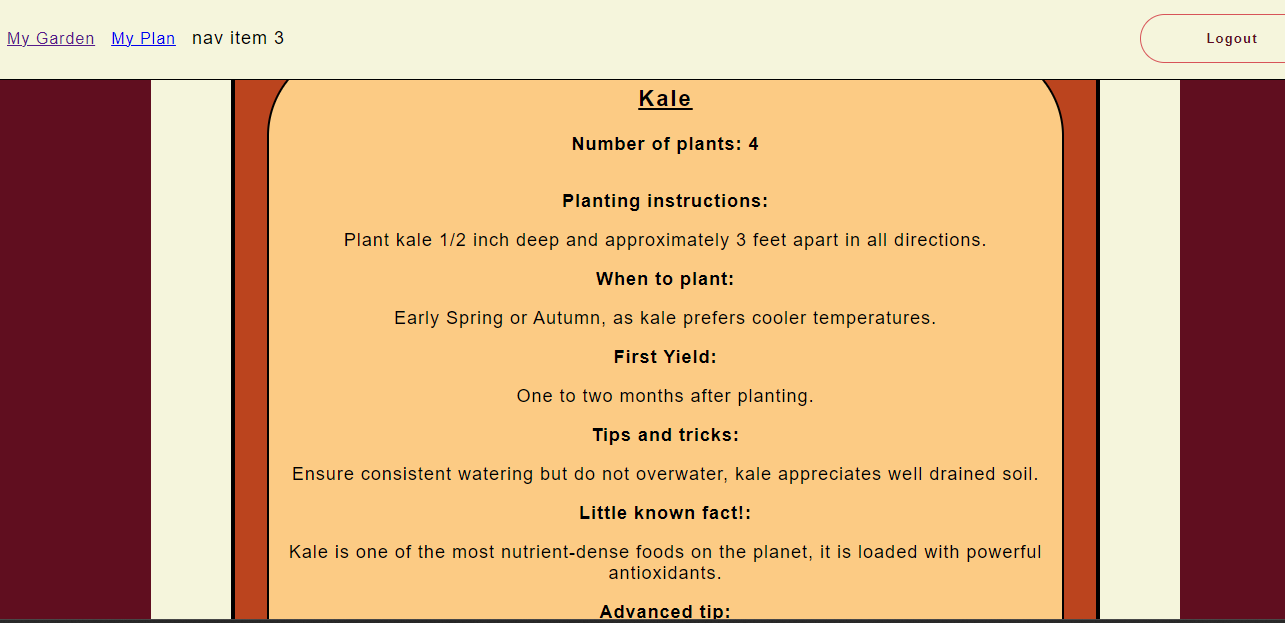 My Garden My Plan nav item 3 Logout
Kale
Number of plants: 4
Planting instructions:
Plant kale 1/2 inch deep and approximately 3 feet apart in all directions.
When to plant:
Early Spring or Autumn, as kale prefers cooler temperatures.
First Yield:
One to two months after planting.
Tips and tricks:
Ensure consistent watering but do not overwater, kale appreciates well drained soil.
Little known fact!:
Kale is one of the most nutrient-dense foods on the planet, it is loaded with powerful
antioxidants.
Advanced tip: